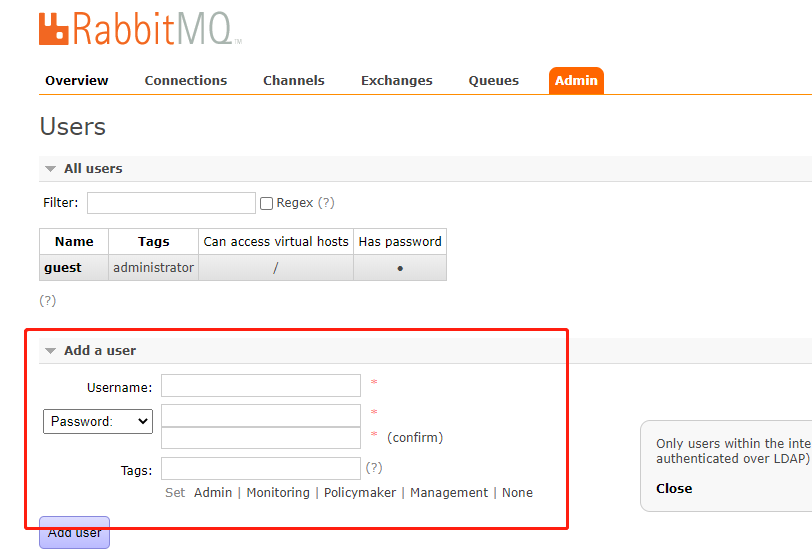 RabbitMQ™
Overview Connections Channels Exchanges Queues Admin
Users
All users
Filter: Regex (?)
Name Tags Can access virtual hosts Has password
guest administrator / ●
(?)
Add a user
Username: *
Password: *
* (confirm)
Tags: (?)
Set Admin | Monitoring | Policymaker | Management | None
Add user
Only users within the inte
authenticated over LDAP)
Close